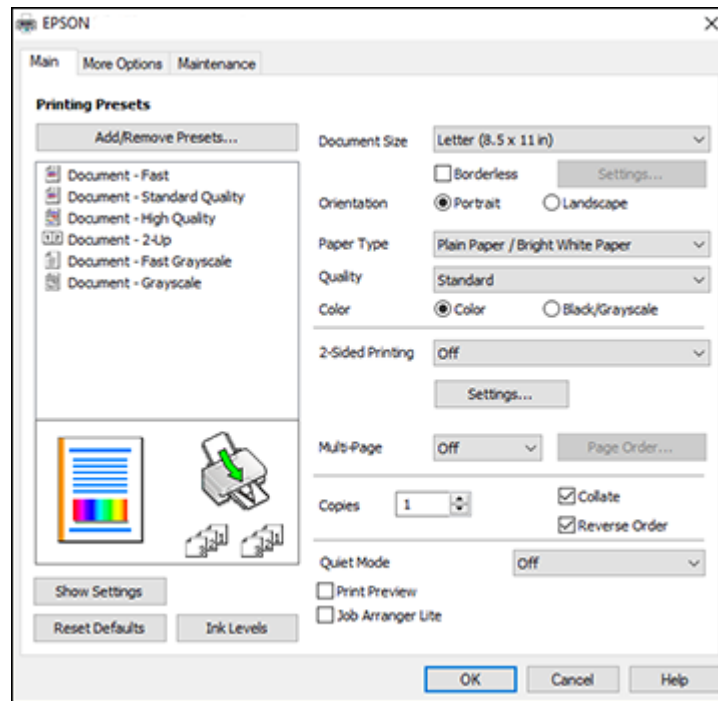 EPSON
Main More Options Maintenance
Printing Presets
Add/Remove Presets...
Document - Fast
Document - Standard Quality
Document - High Quality
Document - 2-Up
Document - Fast Grayscale
Document - Grayscale
Show Settings
Reset Defaults Ink Levels
Document Size Letter (8.5 x 11 in)
Borderless Settings...
Orientation Portrait Landscape
Paper Type Plain Paper / Bright White Paper
Quality Standard
Color Color Black/Grayscale
2-Sided Printing Off
Settings...
Multi-Page Off Page Order...
Copies 1 Collate
Reverse Order
Quiet Mode Off
Print Preview
Job Arranger Lite
OK Cancel Help